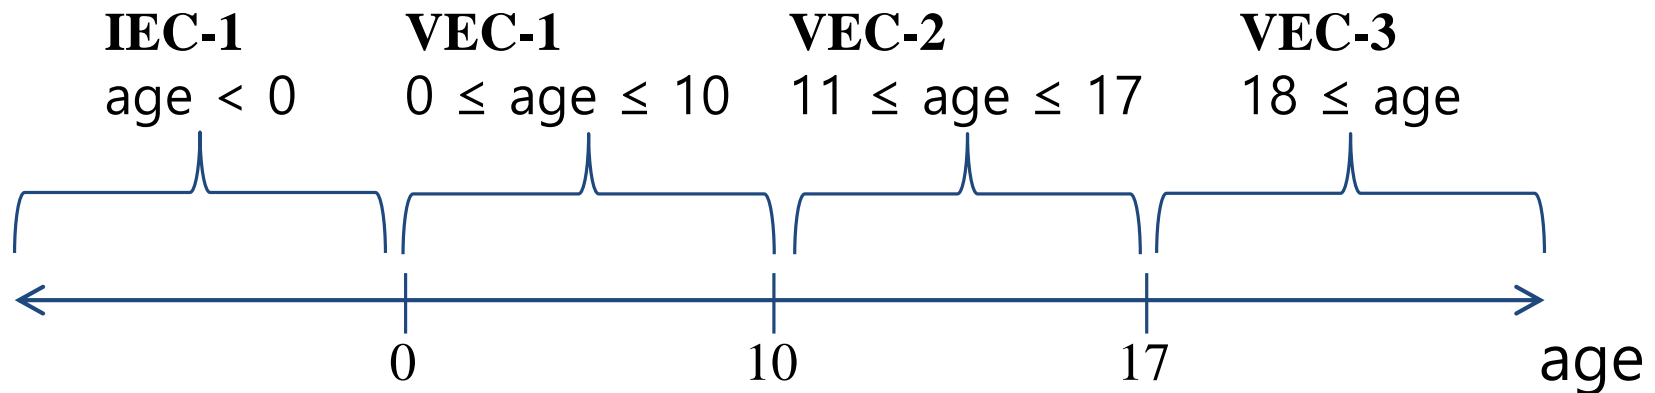 IEC-1 VEC-1 VEC-2 VEC-3
age < 0 0 ≤ age ≤ 10 11 ≤ age ≤ 17 18 ≤ age
0 10 17 age